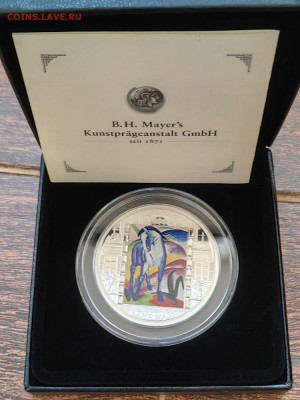 COINS.LAVE.RU
B.H. Mayer's
Kunstprägeanstalt GmbH
seit 1871